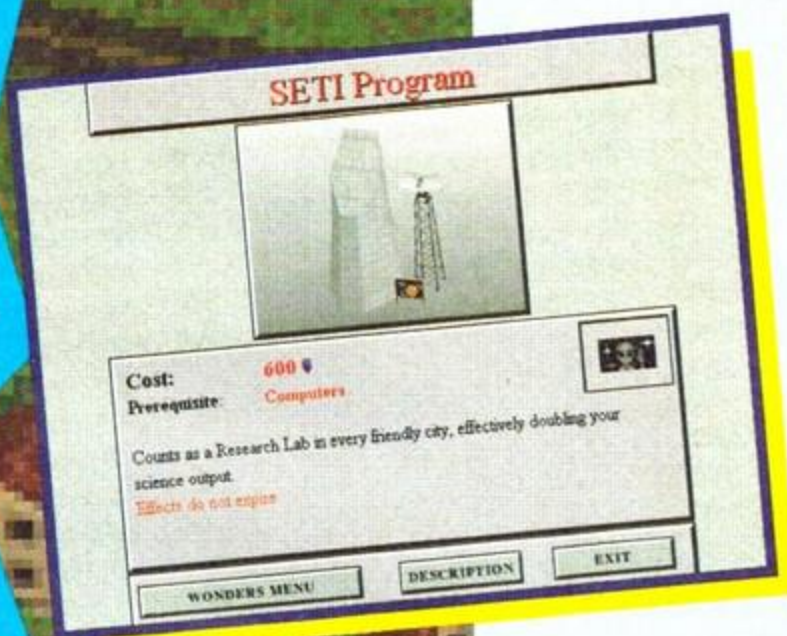 SETI Program
Cost: 600
Prerequisite: Computers
Counts as a Research Lab in every friendly city, effectively doubling your
science output.
Effects do not expire
WONDERS MENU
DESCRIPTION
EXIT